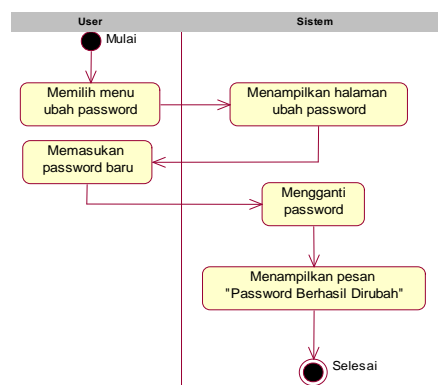 User
Sistem
Mulai
Memilih menu
ubah password
Menampilkan halaman
ubah password
Memasukan
password baru
Mengganti
password
Menampilkan pesan
"Password Berhasil Dirubah"
Selesai